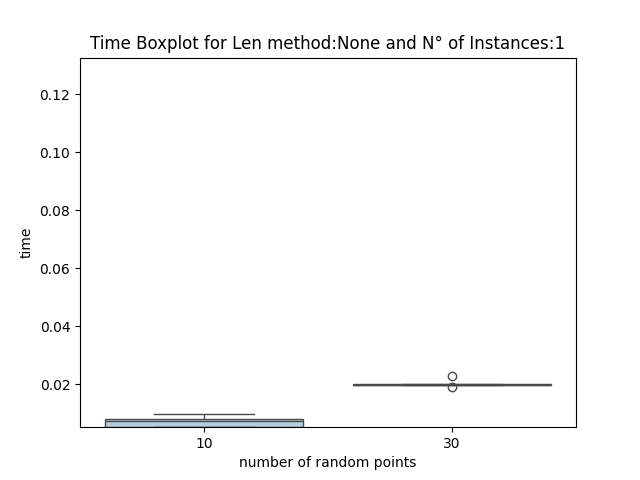 Time Boxplot for Len method:None and N° of Instances:1
0.12
0.10
0.08
0.06
0.04
0.02
time
10
30
number of random points